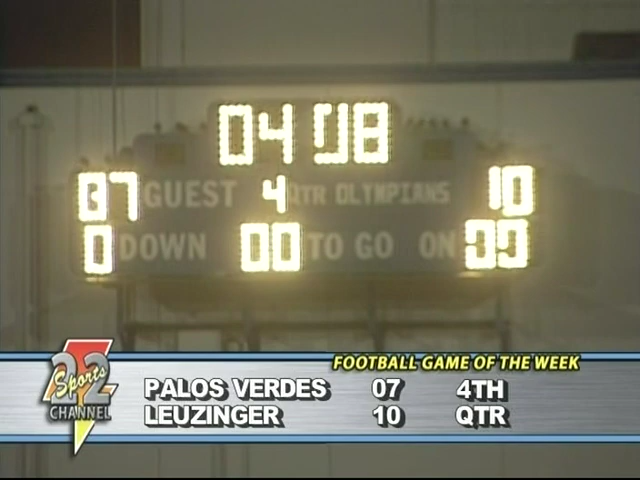 04 08
07 GUEST 4 QTR OLYMPIANS 10
0 DOWN 00 TO GO ON 00
FOOTBALL GAME OF THE WEEK
22 Sports CHANNEL
PALOS VERDES 07 4TH
LEUZINGER 10 QTR